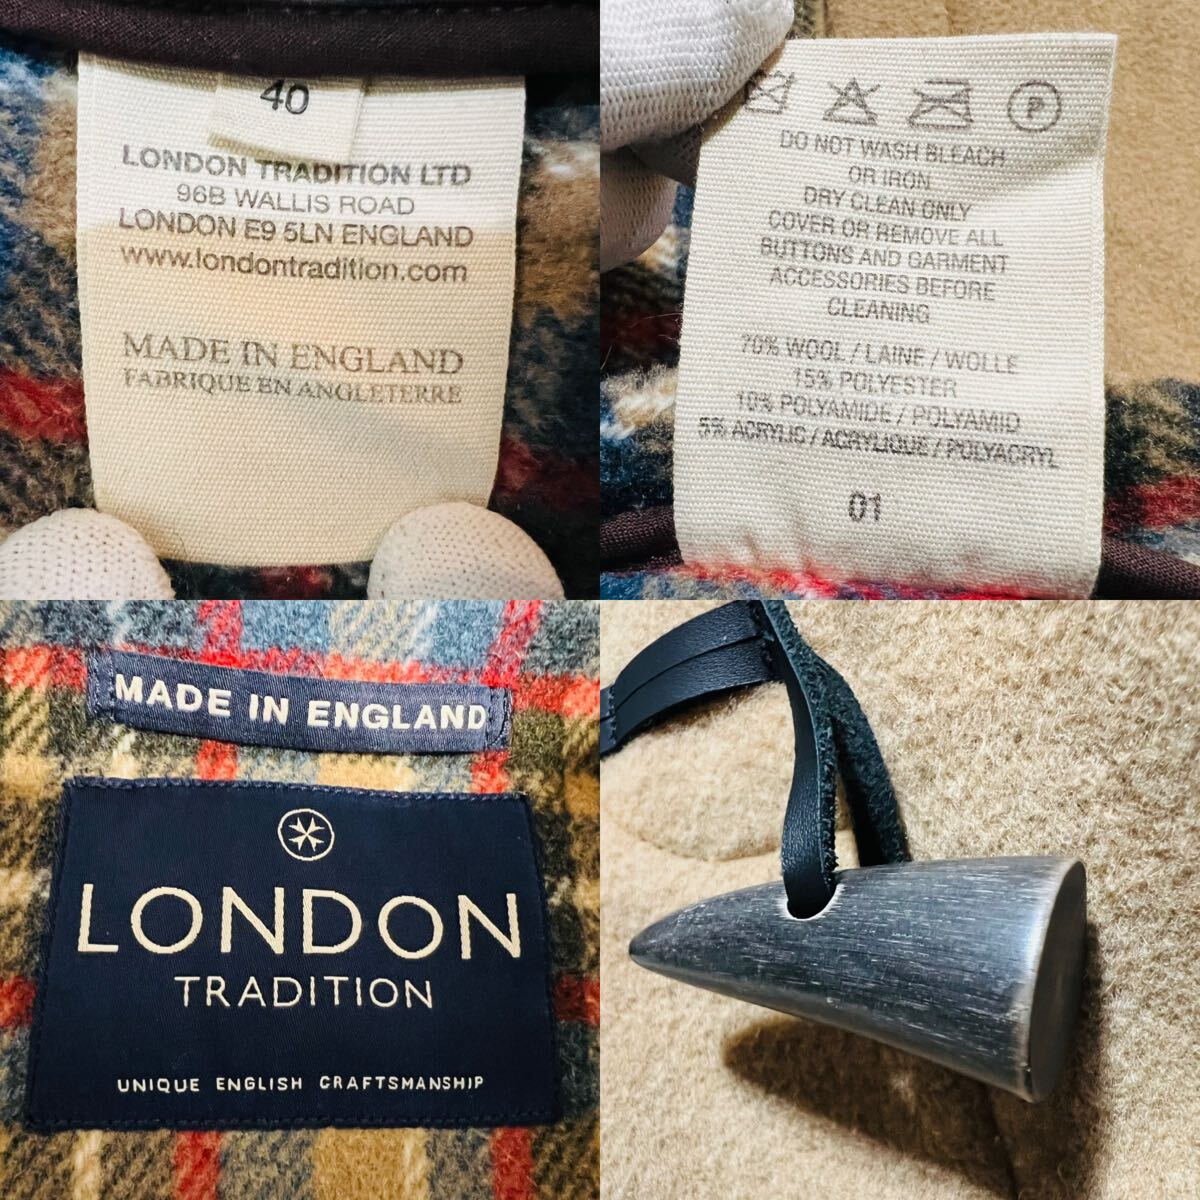 40
LONDON TRADITION LTD
96B WALLIS ROAD
LONDON E9 5LN ENGLAND
www.londontradition.com
MADE IN ENGLAND
FABRIQUE EN ANGLETERRE
P
DO NOT WASH BLEACH
OR IRON
DRY CLEAN ONLY
COVER OR REMOVE ALL
BUTTONS AND GARMENT
ACCESSORIES BEFORE
CLEANING
70% WOOL / LAINE / WOLLE
15% POLYESTER
10% POLYAMIDE / POLYAMID
5% ACRYLIC / ACRYLIQUE / POLYACRYL
01
MADE IN ENGLAND
LONDON
TRADITION
UNIQUE ENGLISH CRAFTSMANSHIP